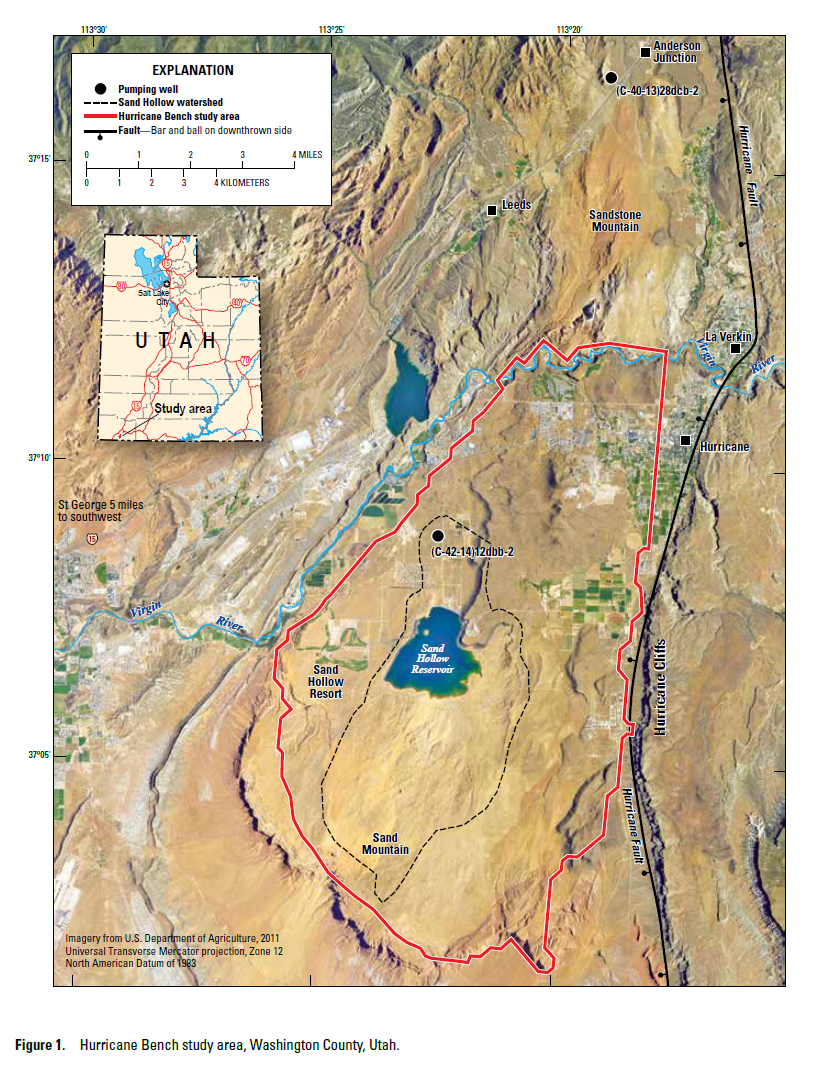 113°30'
113°25'
113°20'
EXPLANATION
Pumping well
Sand Hollow watershed
Hurricane Bench study area
Fault—Bar and ball on downthrown side
0 1 2 3 4 MILES
0 1 2 3 4 KILOMETERS
Anderson
Junction
(C-40-13)28dcb-2
Hurricane Fault
37°15'
Leeds
Sandstone
Mountain
15
80
Salt Lake
City
40
UTAH
70
15
Study area
La Verkin
Virgin
River
Hurricane
37°10'
St George 5 miles
to southwest
15
(C-42-14)12dbb-2
Virgin
River
Sand
Hollow
Reservoir
Sand
Hollow
Resort
Hurricane Cliffs
37°05'
Hurricane Fault
Sand
Mountain
Imagery from U.S. Department of Agriculture, 2011
Universal Transverse Mercator projection, Zone 12
North American Datum of 1983
Figure 1. Hurricane Bench study area, Washington County, Utah.